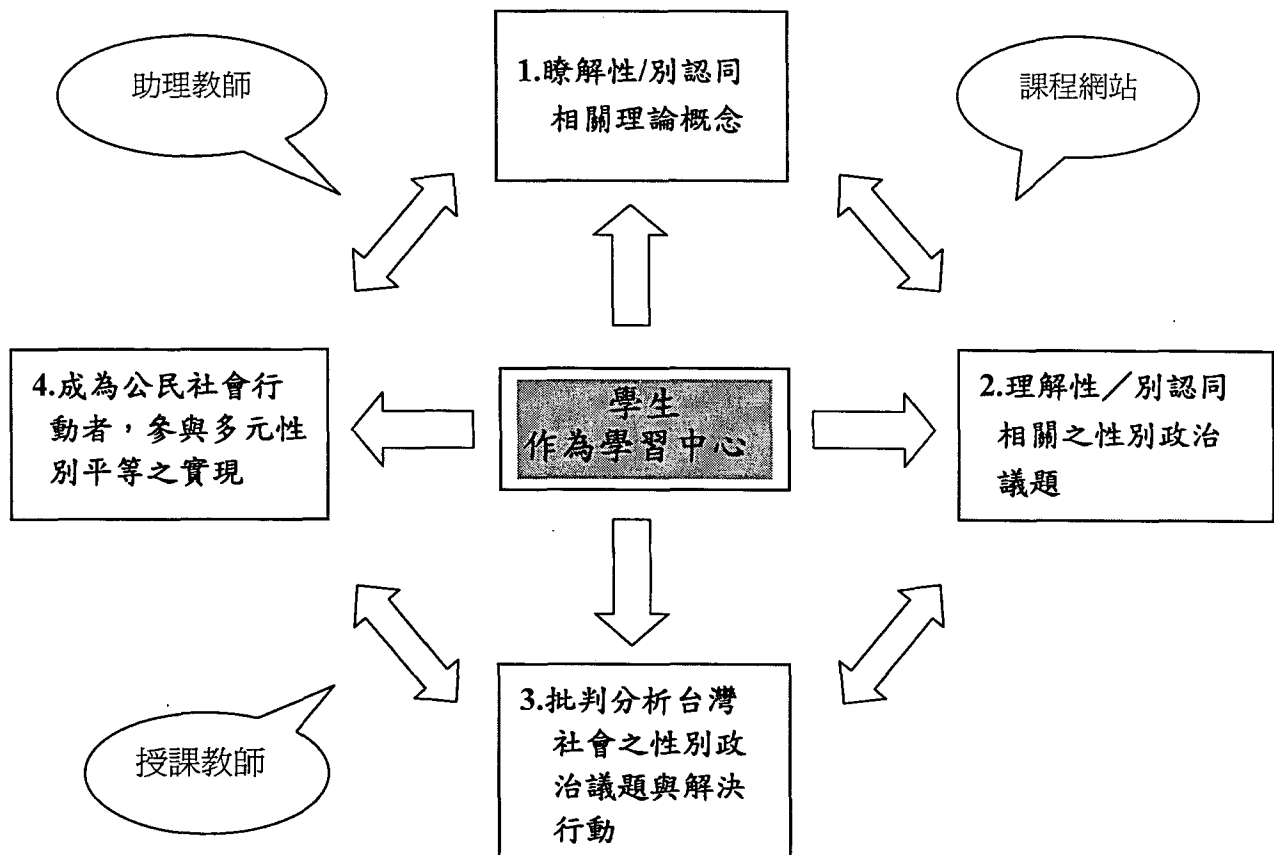 助理教師
1.瞭解性/別認同
相關理論概念
課程網站
4.成為公民社會行
動者，參與多元性
別平等之實現
學生
作為學習中心
2.理解性／別認同
相關之性別政治
議題
授課教師
3.批判分析台灣
社會之性別政
治議題與解決
行動